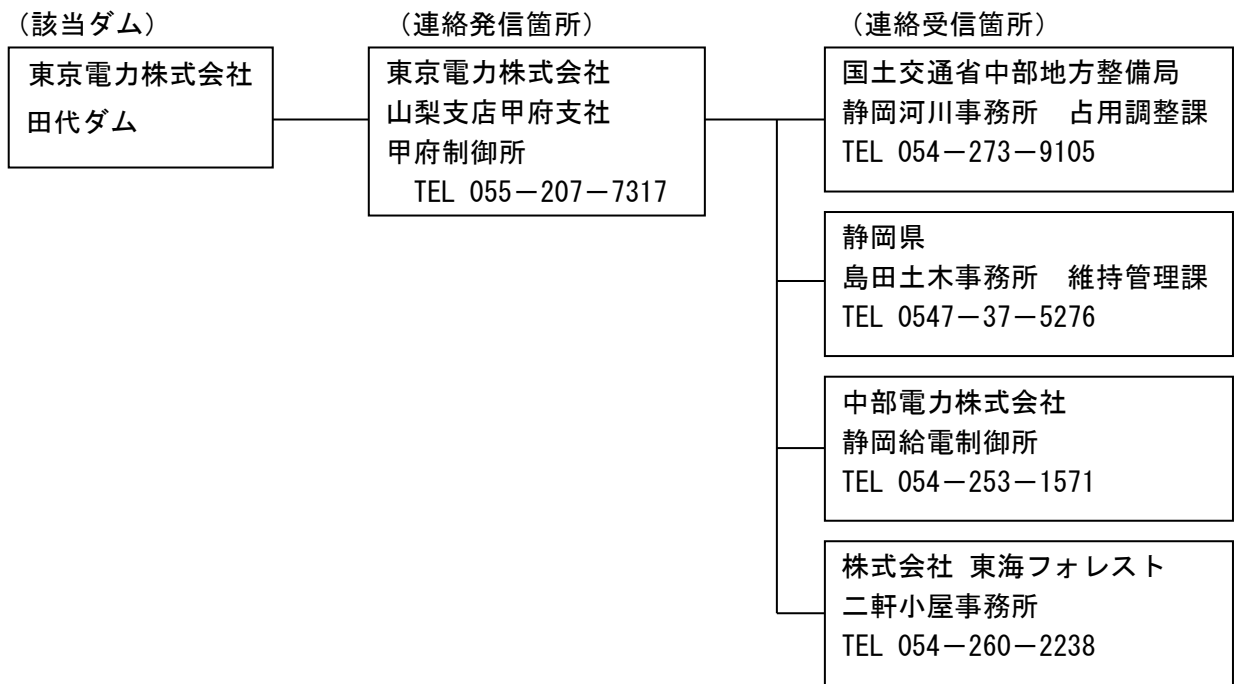 (該当ダム)
東京電力株式会社
田代ダム
(連絡発信箇所)
東京電力株式会社
山梨支店甲府支社
甲府制御所
TEL 055-207-7317
(連絡受信箇所)
国土交通省中部地方整備局
静岡河川事務所 占用調整課
TEL 054-273-9105
静岡県
島田土木事務所 維持管理課
TEL 0547-37-5276
中部電力株式会社
静岡給電制御所
TEL 054-253-1571
株式会社 東海フォレスト
二軒小屋事務所
TEL 054-260-2238